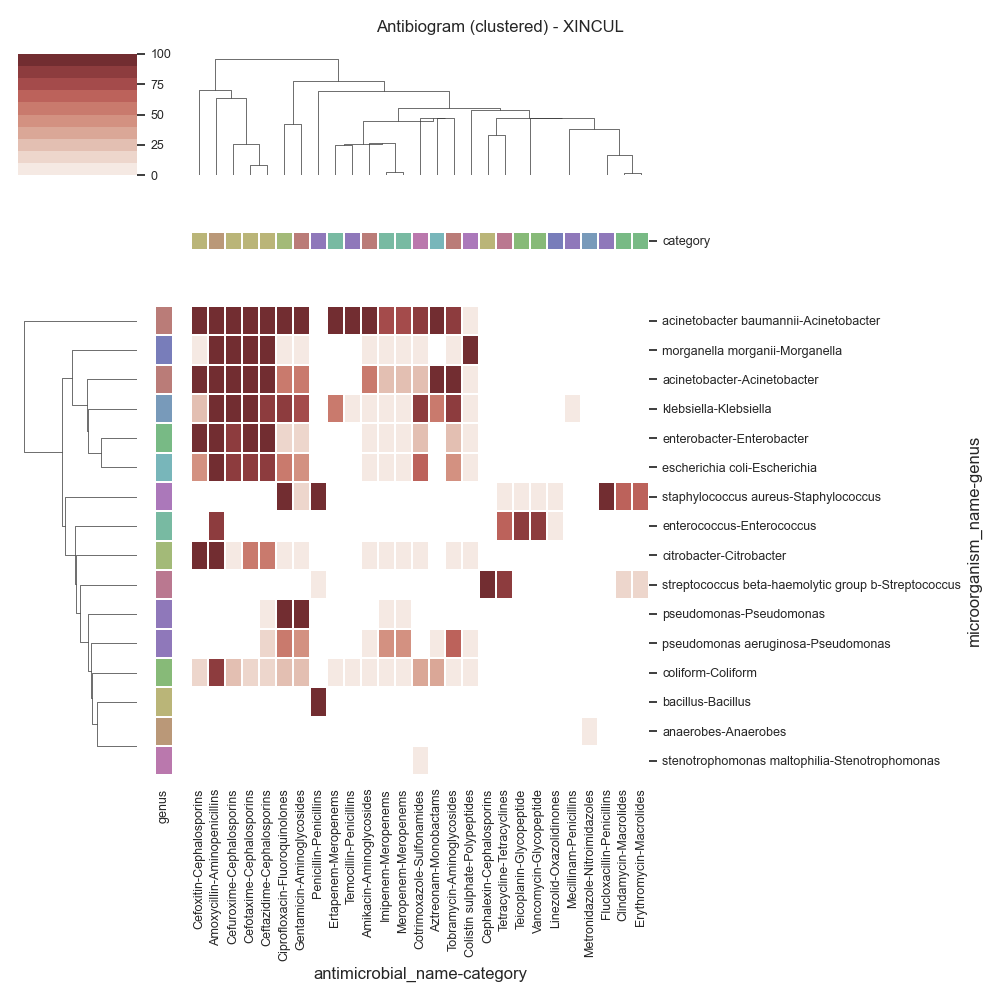 Antibiogram (clustered) - XINCUL
100
75
50
25
0
category
acinetobacter baumannii-Acinetobacter
morganella morganii-Morganella
acinetobacter-Acinetobacter
klebsiella-Klebsiella
enterobacter-Enterobacter
escherichia coli-Escherichia
staphylococcus aureus-Staphylococcus
enterococcus-Enterococcus
citrobacter-Citrobacter
streptococcus beta-haemolytic group b-Streptococcus
pseudomonas-Pseudomonas
pseudomonas aeruginosa-Pseudomonas
coliform-Coliform
bacillus-Bacillus
anaerobes-Anaerobes
stenotrophomonas maltophilia-Stenotrophomonas
microorganism_name-genus
genus
Cefoxitin-Cephalosporins
Amoxycillin-Aminopenicillins
Cefuroxime-Cephalosporins
Cefotaxime-Cephalosporins
Ceftazidime-Cephalosporins
Ciprofloxacin-Fluoroquinolones
Gentamicin-Aminoglycosides
Penicillin-Penicillins
Ertapenem-Meropenems
Temocillin-Penicillins
Amikacin-Aminoglycosides
Imipenem-Meropenems
Meropenem-Meropenems
Cotrimoxazole-Sulfonamides
Aztreonam-Monobactams
Tobramycin-Aminoglycosides
Colistin sulphate-Polypeptides
Cephalexin-Cephalosporins
Tetracycline-Tetracyclines
Teicoplanin-Glycopeptide
Vancomycin-Glycopeptide
Linezolid-Oxazolidinones
Mecillinam-Penicillins
Metronidazole-Nitroimidazoles
Flucloxacillin-Penicillins
Clindamycin-Macrolides
Erythromycin-Macrolides
antimicrobial_name-category